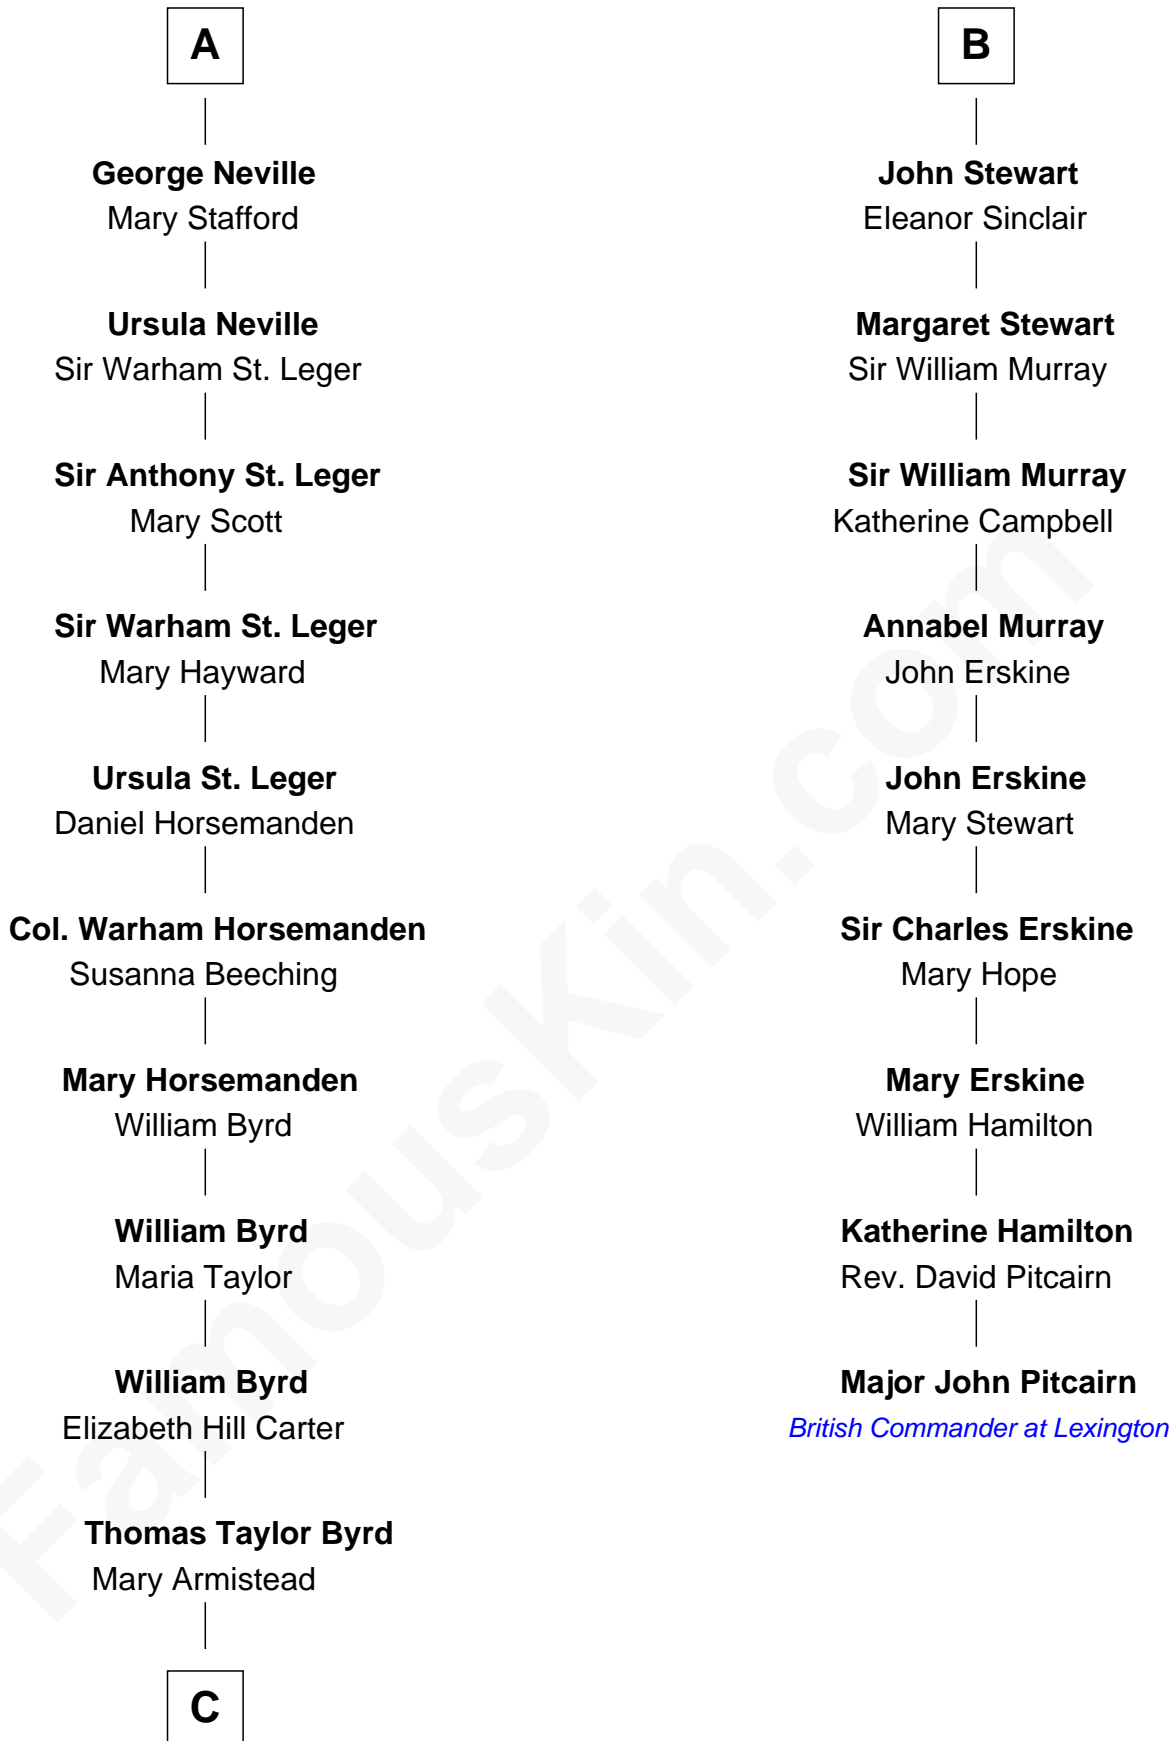 A
George Neville
Mary Stafford
Ursula Neville
Sir Warham St. Leger
Sir Anthony St. Leger
Mary Scott
Sir Warham St. Leger
Mary Hayward
Ursula St. Leger
Daniel Horsemanden
Col. Warham Horsemanden
Susanna Beeching
Mary Horsemanden
William Byrd
William Byrd
Maria Taylor
William Byrd
Elizabeth Hill Carter
Thomas Taylor Byrd
Mary Armistead
C
B
John Stewart
Eleanor Sinclair
Margaret Stewart
Sir William Murray
Sir William Murray
Katherine Campbell
Annabel Murray
John Erskine
John Erskine
Mary Stewart
Sir Charles Erskine
Mary Hope
Mary Erskine
William Hamilton
Katherine Hamilton
Rev. David Pitcairn
Major John Pitcairn
British Commander at Lexington
FamousKin.com